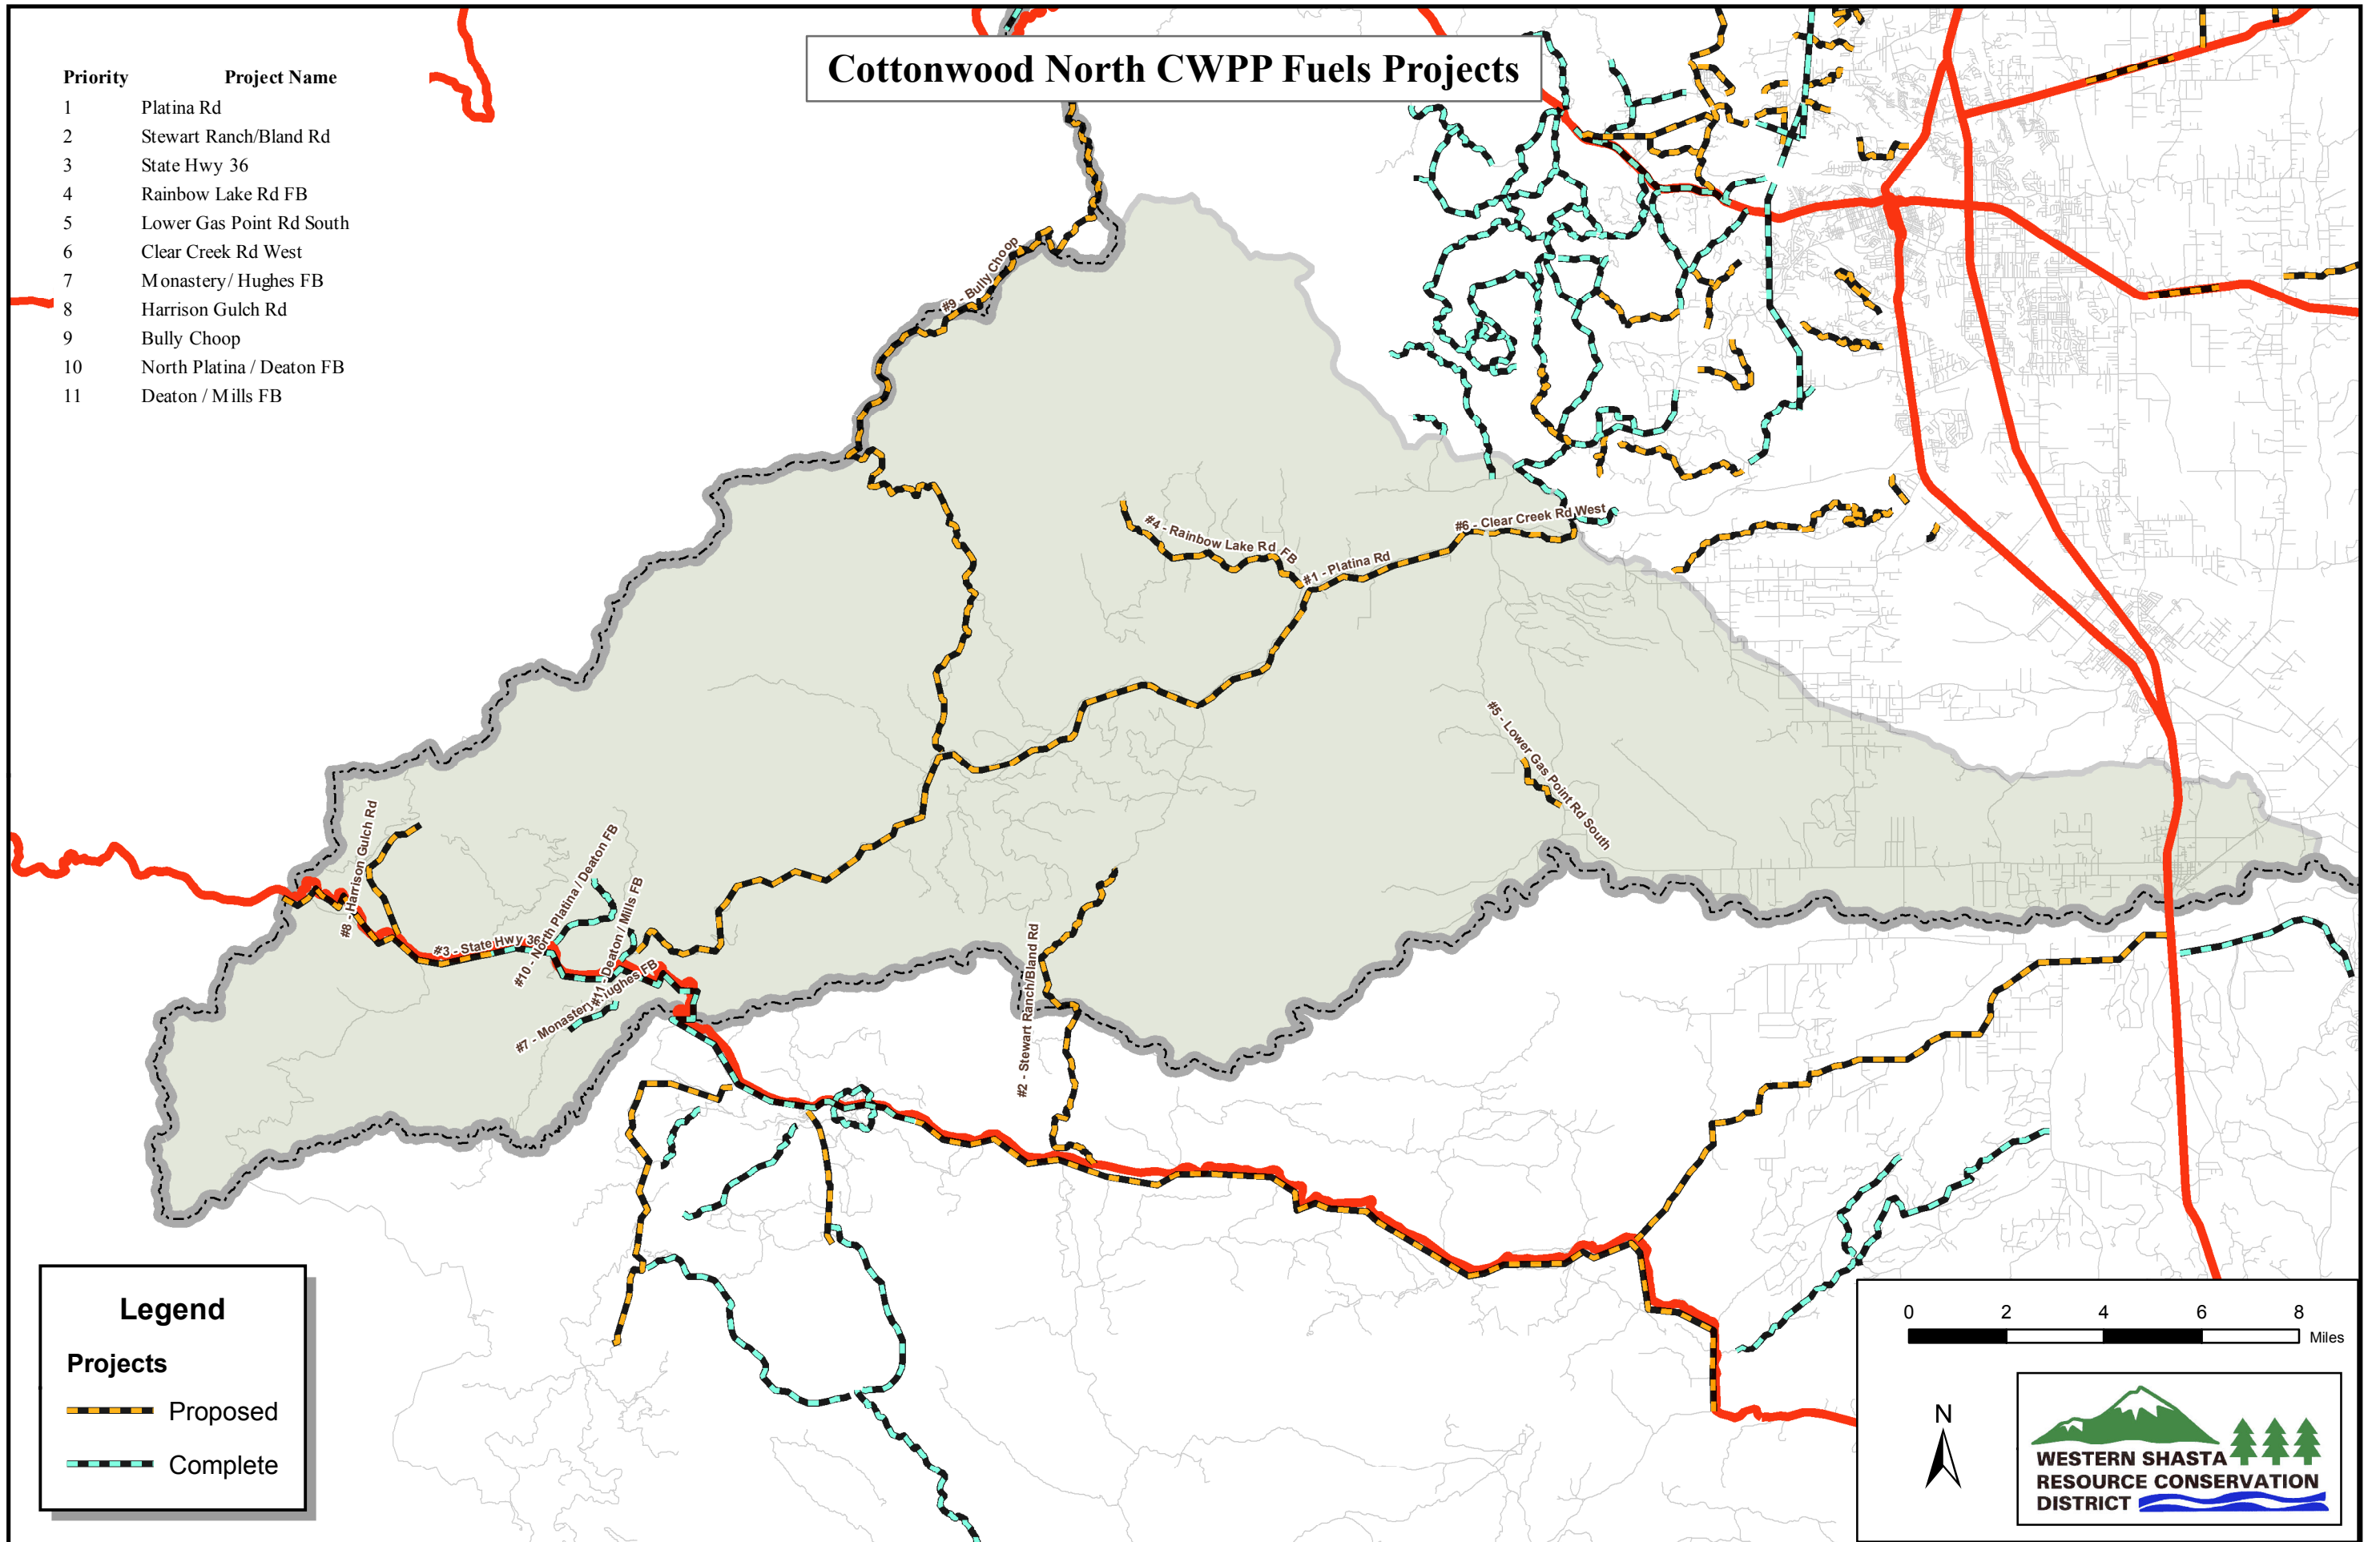 Cottonwood North CWPP Fuels Projects
Priority Project Name
1 Platina Rd
2 Stewart Ranch/Bland Rd
3 State Hwy 36
4 Rainbow Lake Rd FB
5 Lower Gas Point Rd South
6 Clear Creek Rd West
7 Monastery/ Hughes FB
8 Harrison Gulch Rd
9 Bully Choop
10 North Platina / Deaton FB
11 Deaton / Mills FB
#9 - Bully Choop
#4 - Rainbow Lake Rd FB
#6 - Clear Creek Rd West
#1 - Platina Rd
#5 - Lower Gas Point Rd South
#8 - Harrison Gulch Rd
#3 - State Hwy 36
#10 - North Platina / Deaton FB
#11 - Deaton / Mills FB
#7 - Monastery/ Hughes FB
#2 - Stewart Ranch/Bland Rd
Legend
Projects
Proposed
Complete
0 2 4 6 8
Miles
N
WESTERN SHASTA
RESOURCE CONSERVATION
DISTRICT